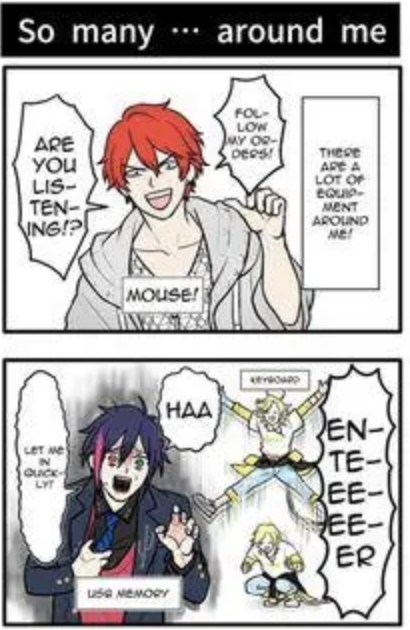 So many ··· around me
THERE
ARE A
LOT OF
EQUIP-
MENT
AROUND
ME!
FOL-
LOW
MY OR-
DERS!
ARE
YOU
LIS-
TEN-
ING!?
MOUSE!
KEYBOARD
EN-
TE-
EE-
EE-
ER
HAA
LET ME
IN
QUICK-
LY!
USB MEMORY